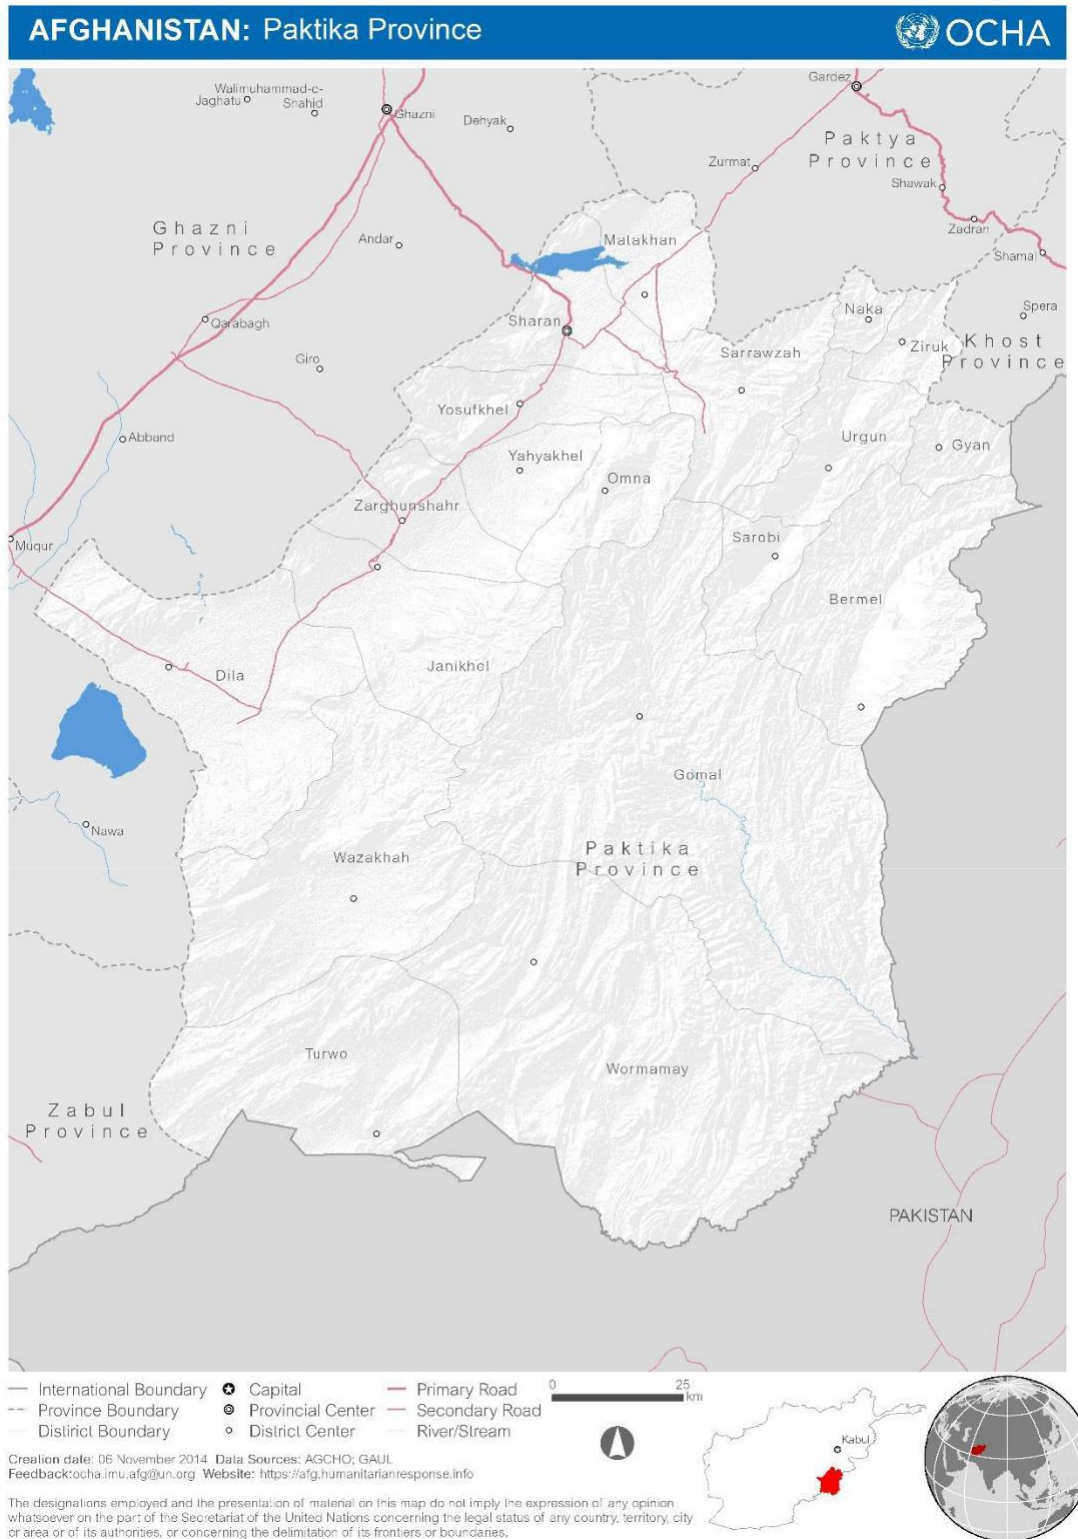 AFGHANISTAN: Paktika Province
OCHA
Gardez
Walimuhammad-e-
Shahid
Jaghatu
Ghazni
Dehyak
Paktya
Province
Zurmat
Shawak
Ghazni
Province
Andar
Zadran
Matakhan
Shamal
Qarabagh
Sharan
Naka
Spera
Ziruk
Khost
Province
Giro
Sarrawzah
Yosufkhel
Abband
Urgun
Gyan
Yahyakhel
Omna
Zarghunshahr
Muqur
Sarobi
Bermel
Janikhel
Dila
Gomal
Nawa
Paktika
Province
Wazakhah
Turwo
Wormamay
Zabul
Province
PAKISTAN
International Boundary
Province Boundary
District Boundary
Capital
Provincial Center
District Center
Primary Road
Secondary Road
River/Stream
0 25
km
Kabul
Creation date: 06 November 2014 Data Sources: AGCHO; GAUL
Feedback:ocha.imu.afg@un.org Website: https://afg.humanitarianresponse.info
The designations employed and the presentation of material on this map do not imply the expression of any opinion
whatsoever on the part of the Secretariat of the United Nations concerning the legal status of any country, territory, city
or area or of its authorities, or concerning the delimitation of its frontiers or boundaries.